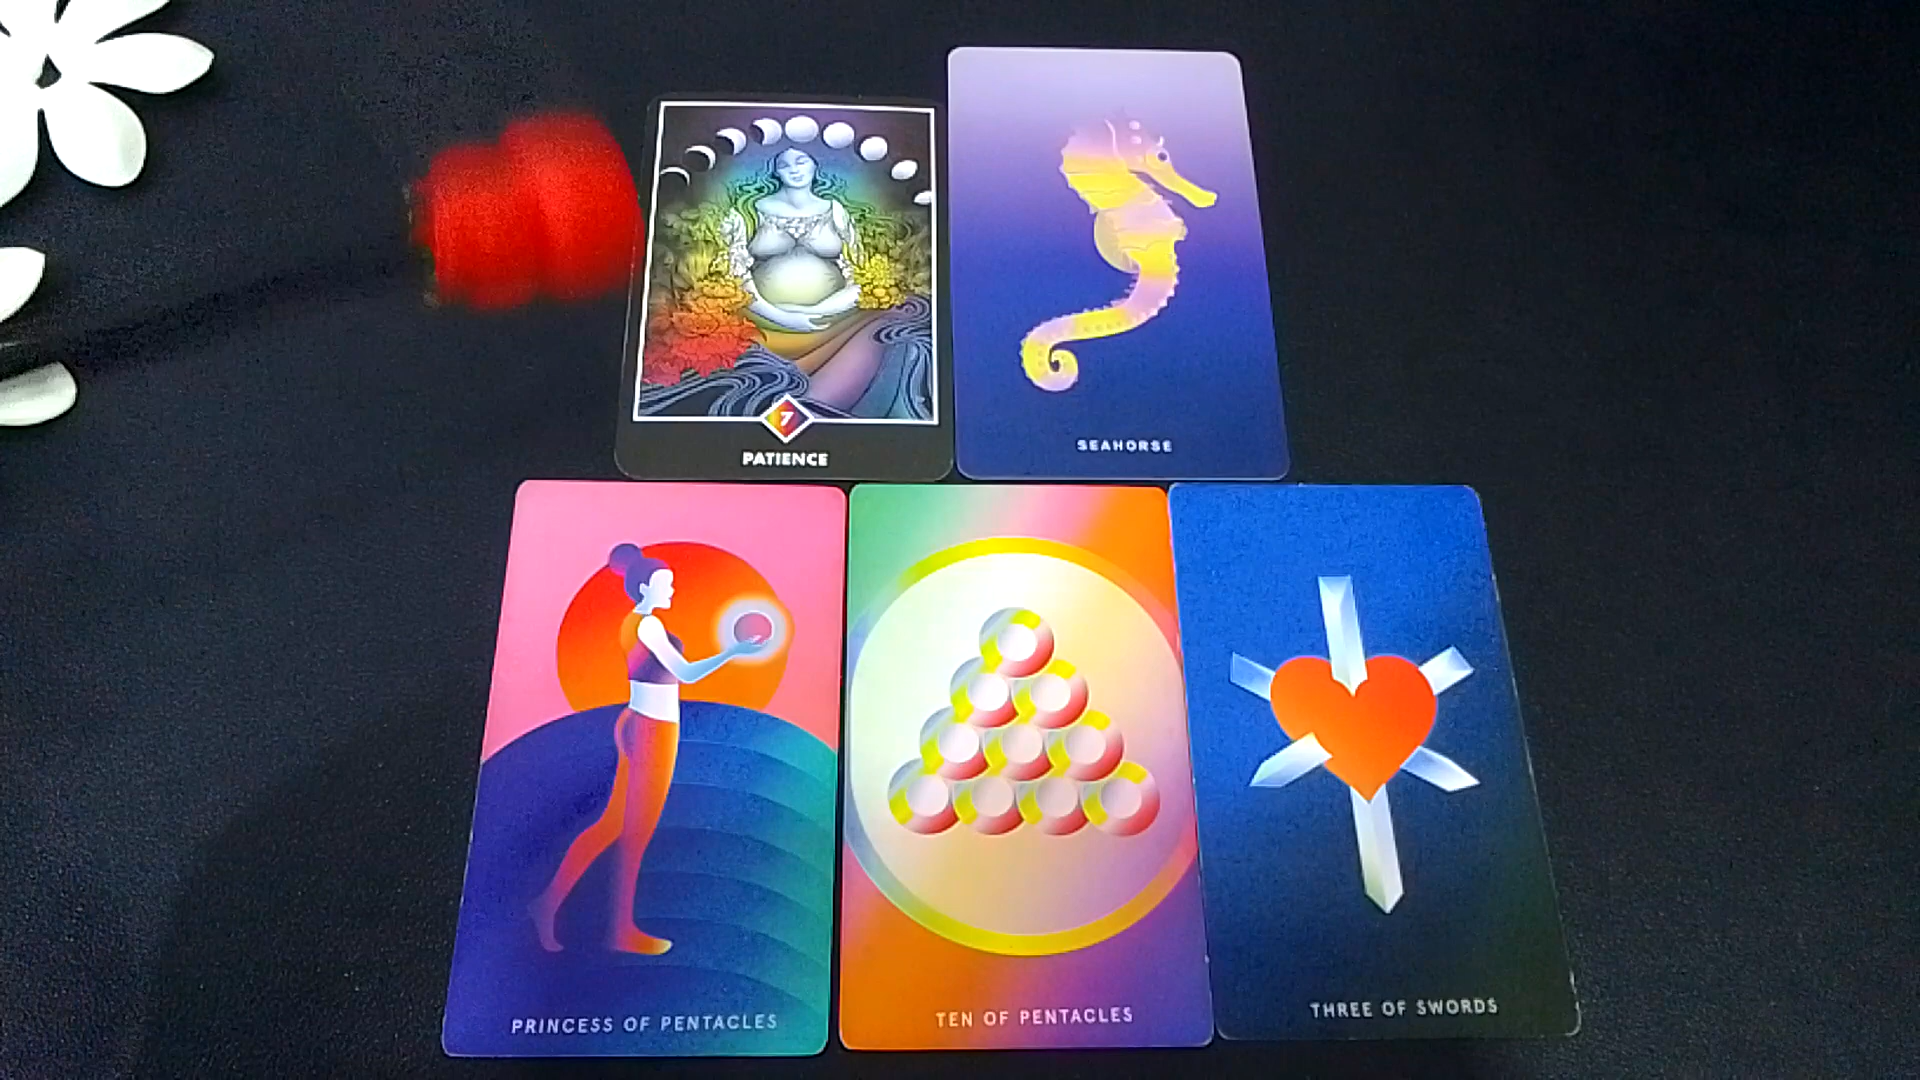 7
PATIENCE
SEAHORSE
PRINCESS OF PENTACLES
TEN OF PENTACLES
THREE OF SWORDS